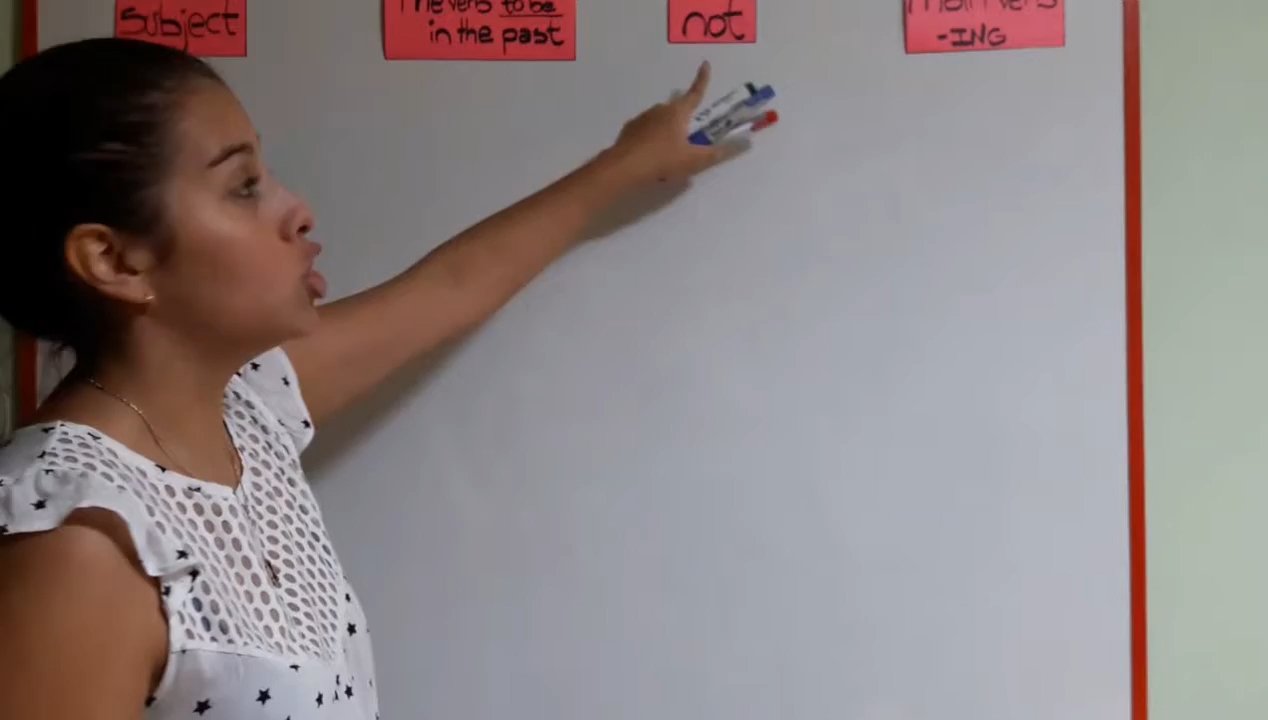 Subject
The verb to be
in the past
not
main verb
-ING